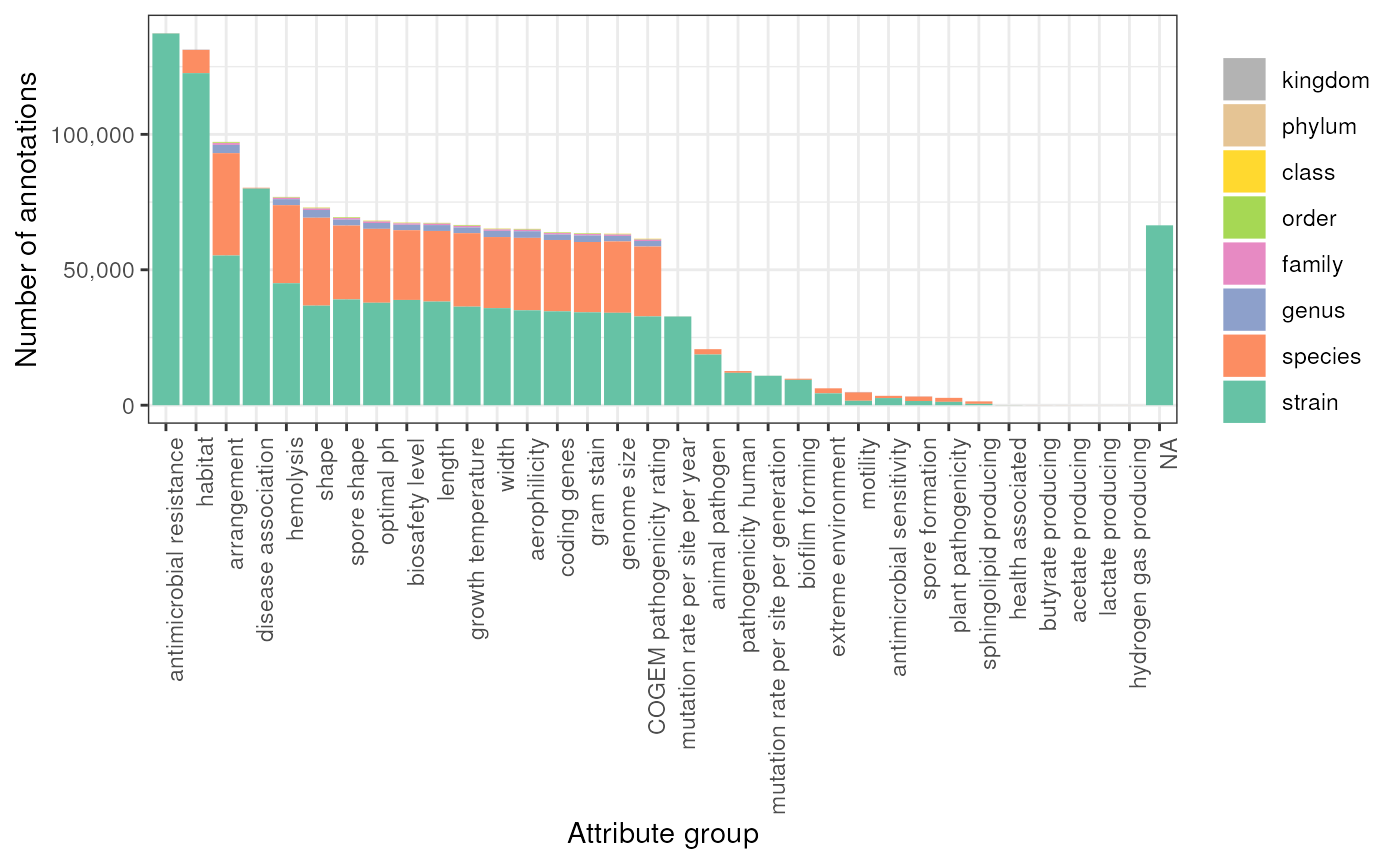 Number of annotations
100,000
50,000
0
antimicrobial resistance
habitat
arrangement
disease association
hemolysis
shape
spore shape
optimal ph
biosafety level
length
growth temperature
width
aerophilicity
coding genes
gram stain
genome size
COGEM pathogenicity rating
mutation rate per site per year
animal pathogen
pathogenicity human
mutation rate per site per generation
biofilm forming
extreme environment
motility
antimicrobial sensitivity
spore formation
plant pathogenicity
sphingolipid producing
health associated
butyrate producing
acetate producing
lactate producing
hydrogen gas producing
NA
Attribute group
kingdom
phylum
class
order
family
genus
species
strain